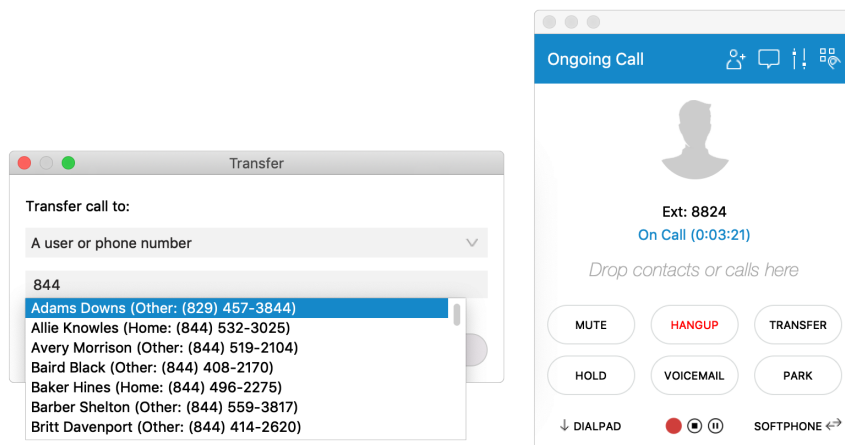 Transfer
Transfer call to:
A user or phone number
844
Adams Downs (Other: (829) 457-3844)
Allie Knowles (Home: (844) 532-3025)
Avery Morrison (Other: (844) 519-2104)
Baird Black (Other: (844) 408-2170)
Baker Hines (Home: (844) 496-2275)
Barber Shelton (Other: (844) 559-3817)
Britt Davenport (Other: (844) 414-2620)
Ongoing Call
Ext: 8824
On Call (0:03:21)
Drop contacts or calls here
MUTE HANGUP TRANSFER
HOLD VOICEMAIL PARK
DIALPAD SOFTPHONE